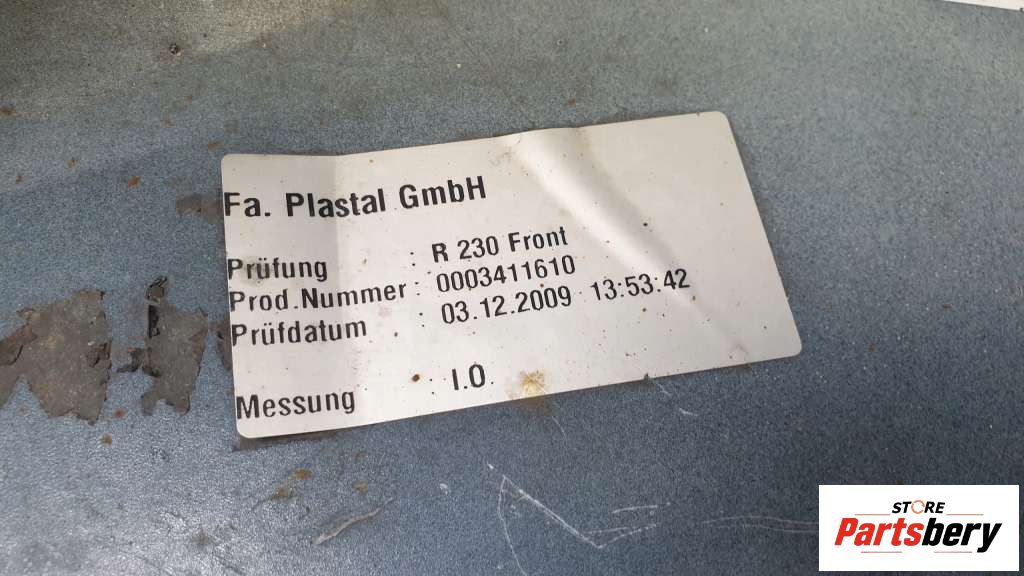 Fa. Plastal GmbH
Prüfung : R 230 Front
Prod.Nummer : 0003411610
Prüfdatum : 03.12.2009 13:53:42
Messung : I.O.
STORE
Partsbery